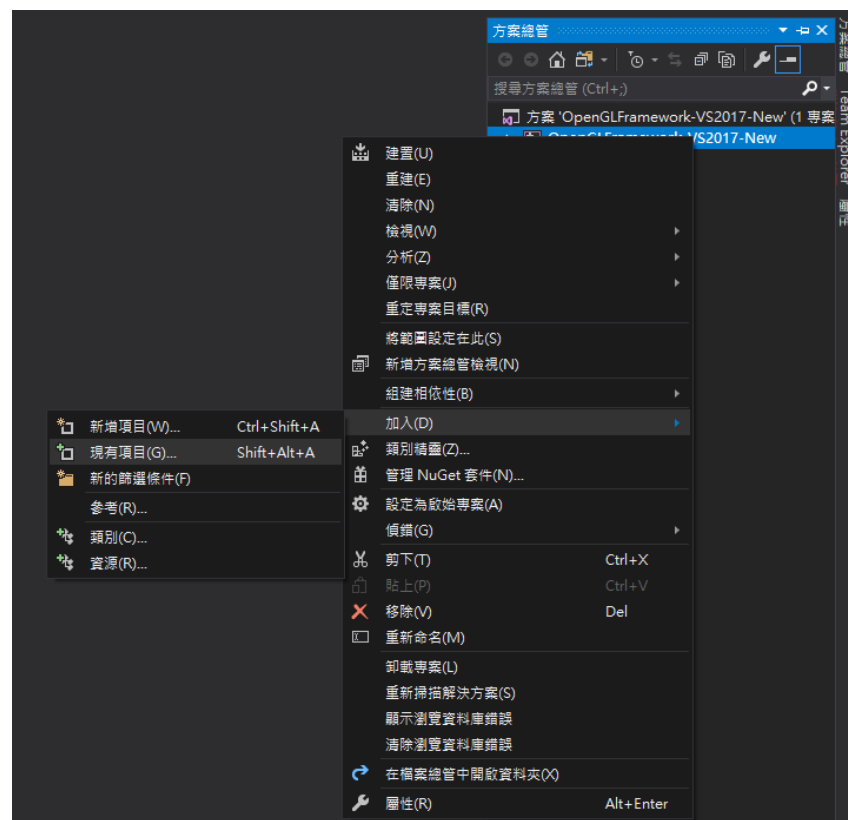 方案總管
搜尋方案總管 (Ctrl+;)
方案 'OpenGLFramework-VS2017-New' (1 專案
OpenGLFramework-VS2017-New
建置(U)
重建(E)
清除(N)
檢視(W)
分析(Z)
僅限專案(J)
重定專案目標(R)
將範圍設定在此(S)
新增方案總管檢視(N)
組建相依性(B)
加入(D)
類別精靈(Z)...
管理 NuGet 套件(N)...
設定為啟始專案(A)
偵錯(G)
剪下(T) Ctrl+X
貼上(P) Ctrl+V
移除(V) Del
重新命名(M)
卸載專案(L)
重新掃描解決方案(S)
顯示瀏覽資料庫錯誤
清除瀏覽資料庫錯誤
在檔案總管中開啟資料夾(X)
屬性(R) Alt+Enter
新增項目(W)... Ctrl+Shift+A
現有項目(G)... Shift+Alt+A
新的篩選條件(F)
參考(R)...
類別(C)...
資源(R)...
方案總管
Team Explorer
屬性